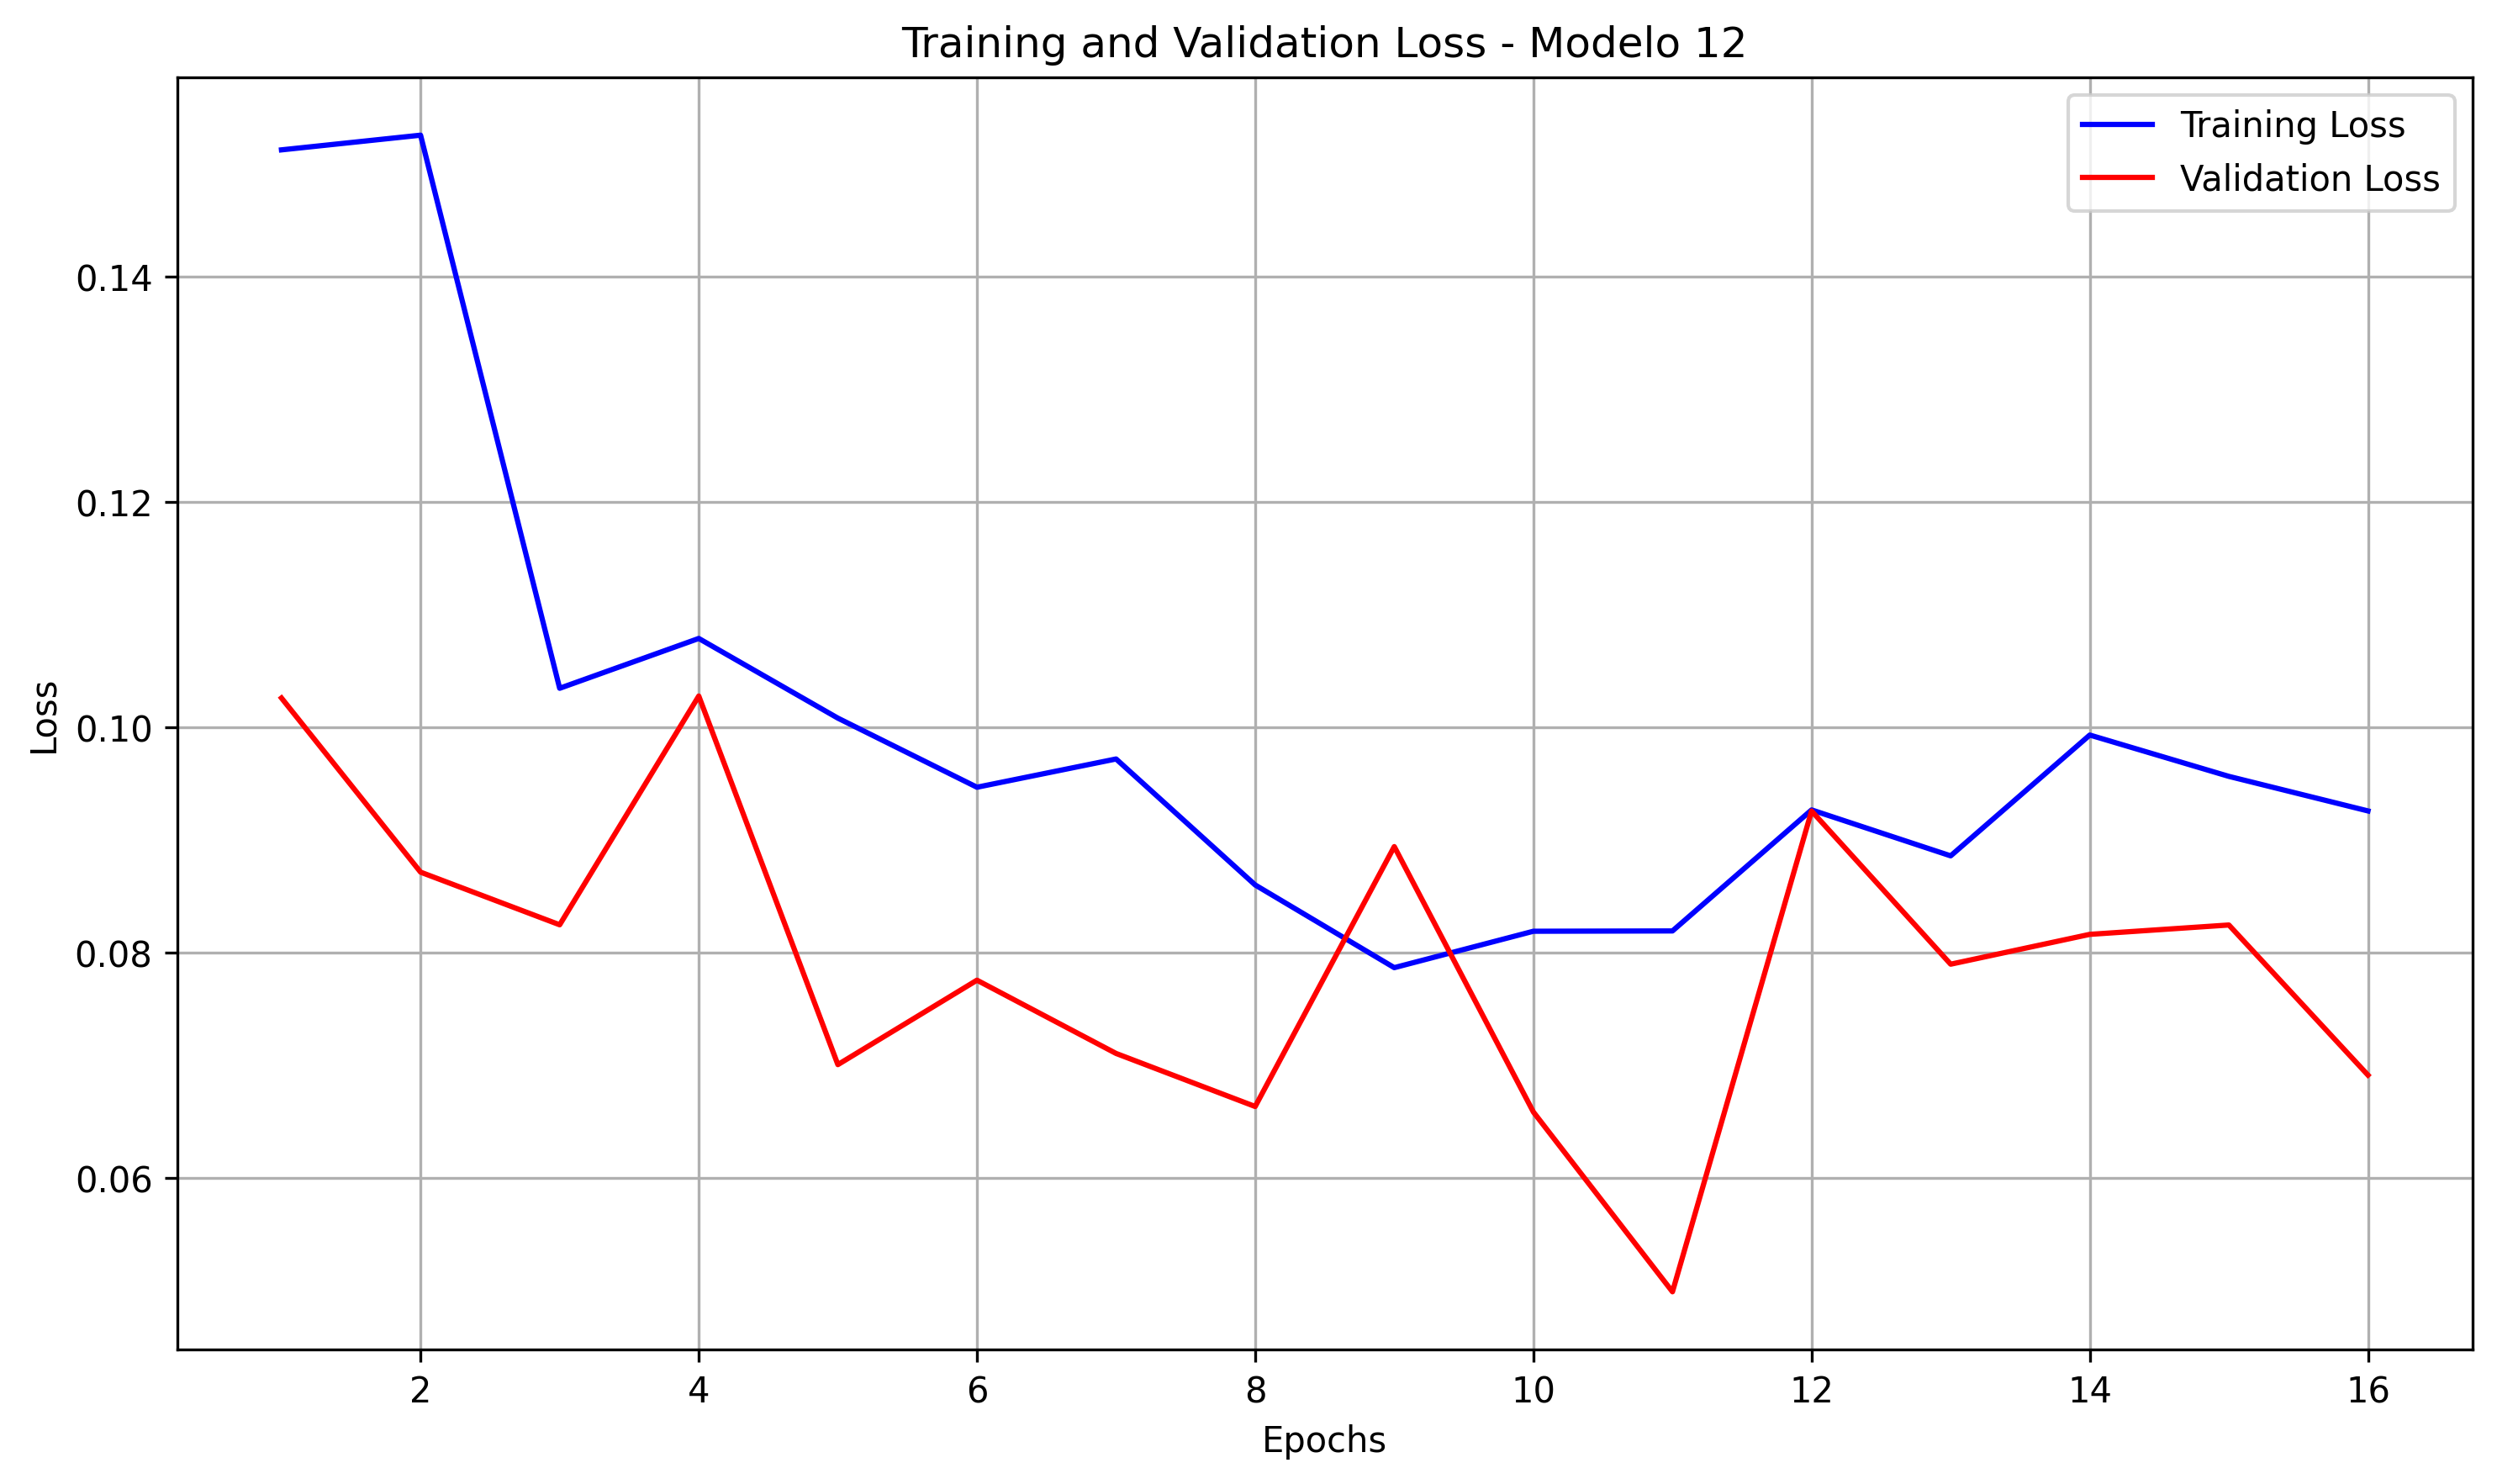 Training and Validation Loss - Modelo 12
Training Loss
Validation Loss
0.14
0.12
0.10
0.08
0.06
Loss
2 4 6 8 10 12 14 16
Epochs